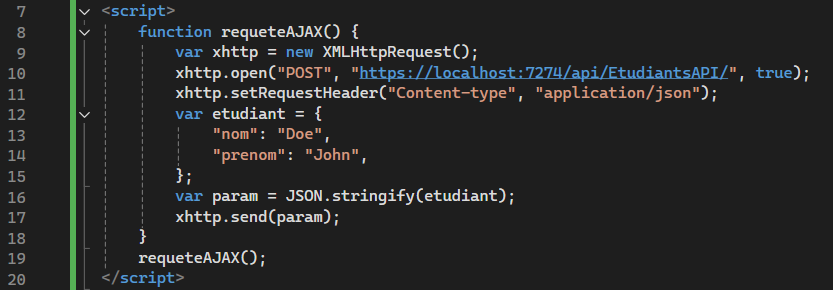 7 <script>
8 function requeteAJAX() {
9 var xhttp = new XMLHttpRequest();
10 xhttp.open("POST", "https://localhost:7274/api/EtudiantsAPI/", true);
11 xhttp.setRequestHeader("Content-type", "application/json");
12 var etudiant = {
13 "nom": "Doe",
14 "prenom": "John",
15 };
16 var param = JSON.stringify(etudiant);
17 xhttp.send(param);
18 }
19 requeteAJAX();
20 </script>